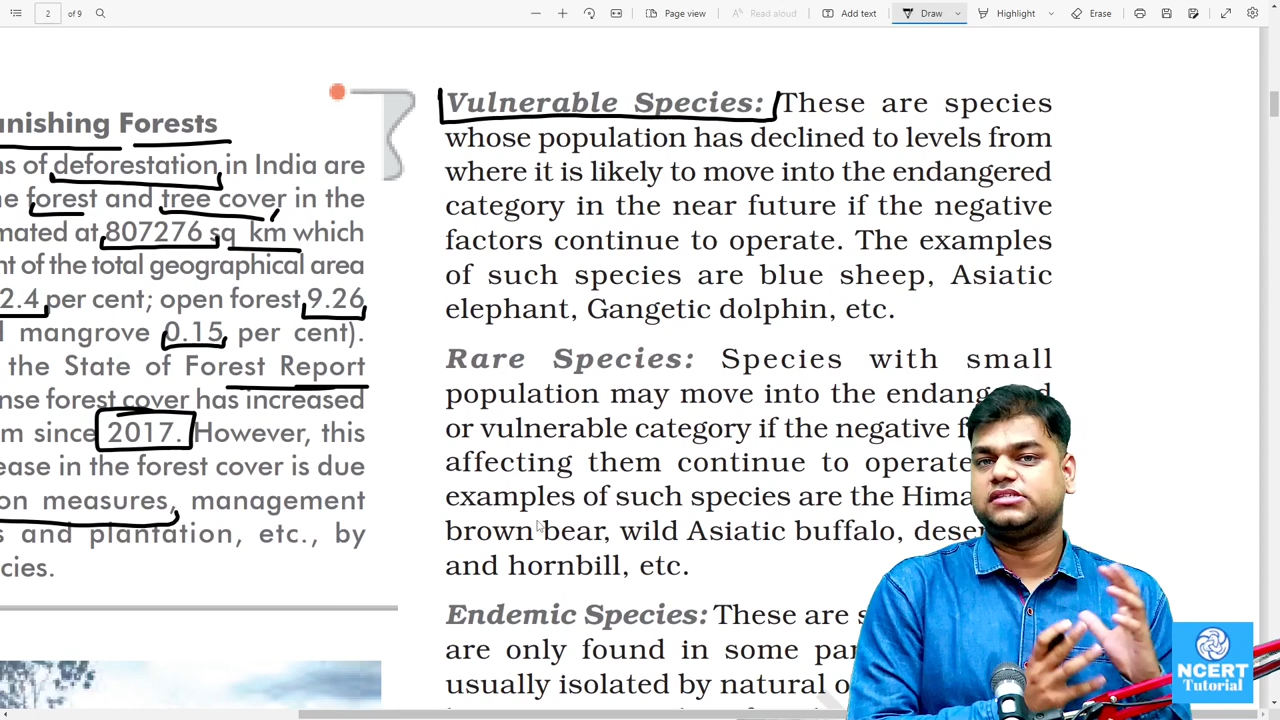 2 of 9
Page view
Read aloud
Add text
Draw
Highlight
Erase
anishing Forests
ns of deforestation in India are
he forest and tree cover in the
mated at 807276 sq km which
nt of the total geographical area
2.4 per cent; open forest 9.26
l mangrove 0.15 per cent).
the State of Forest Report
nse forest cover has increased
m since 2017. However, this
ease in the forest cover is due
on measures, management
s and plantation, etc., by
cies.
Vulnerable Species: These are species
whose population has declined to levels from
where it is likely to move into the endangered
category in the near future if the negative
factors continue to operate. The examples
of such species are blue sheep, Asiatic
elephant, Gangetic dolphin, etc.
Rare Species: Species with small
population may move into the endang
or vulnerable category if the negative f
affecting them continue to operate
examples of such species are the Hima
brown bear, wild Asiatic buffalo, dese
and hornbill, etc.
Endemic Species: These are s
are only found in some par
usually isolated by natural o
NCERT
Tutorial